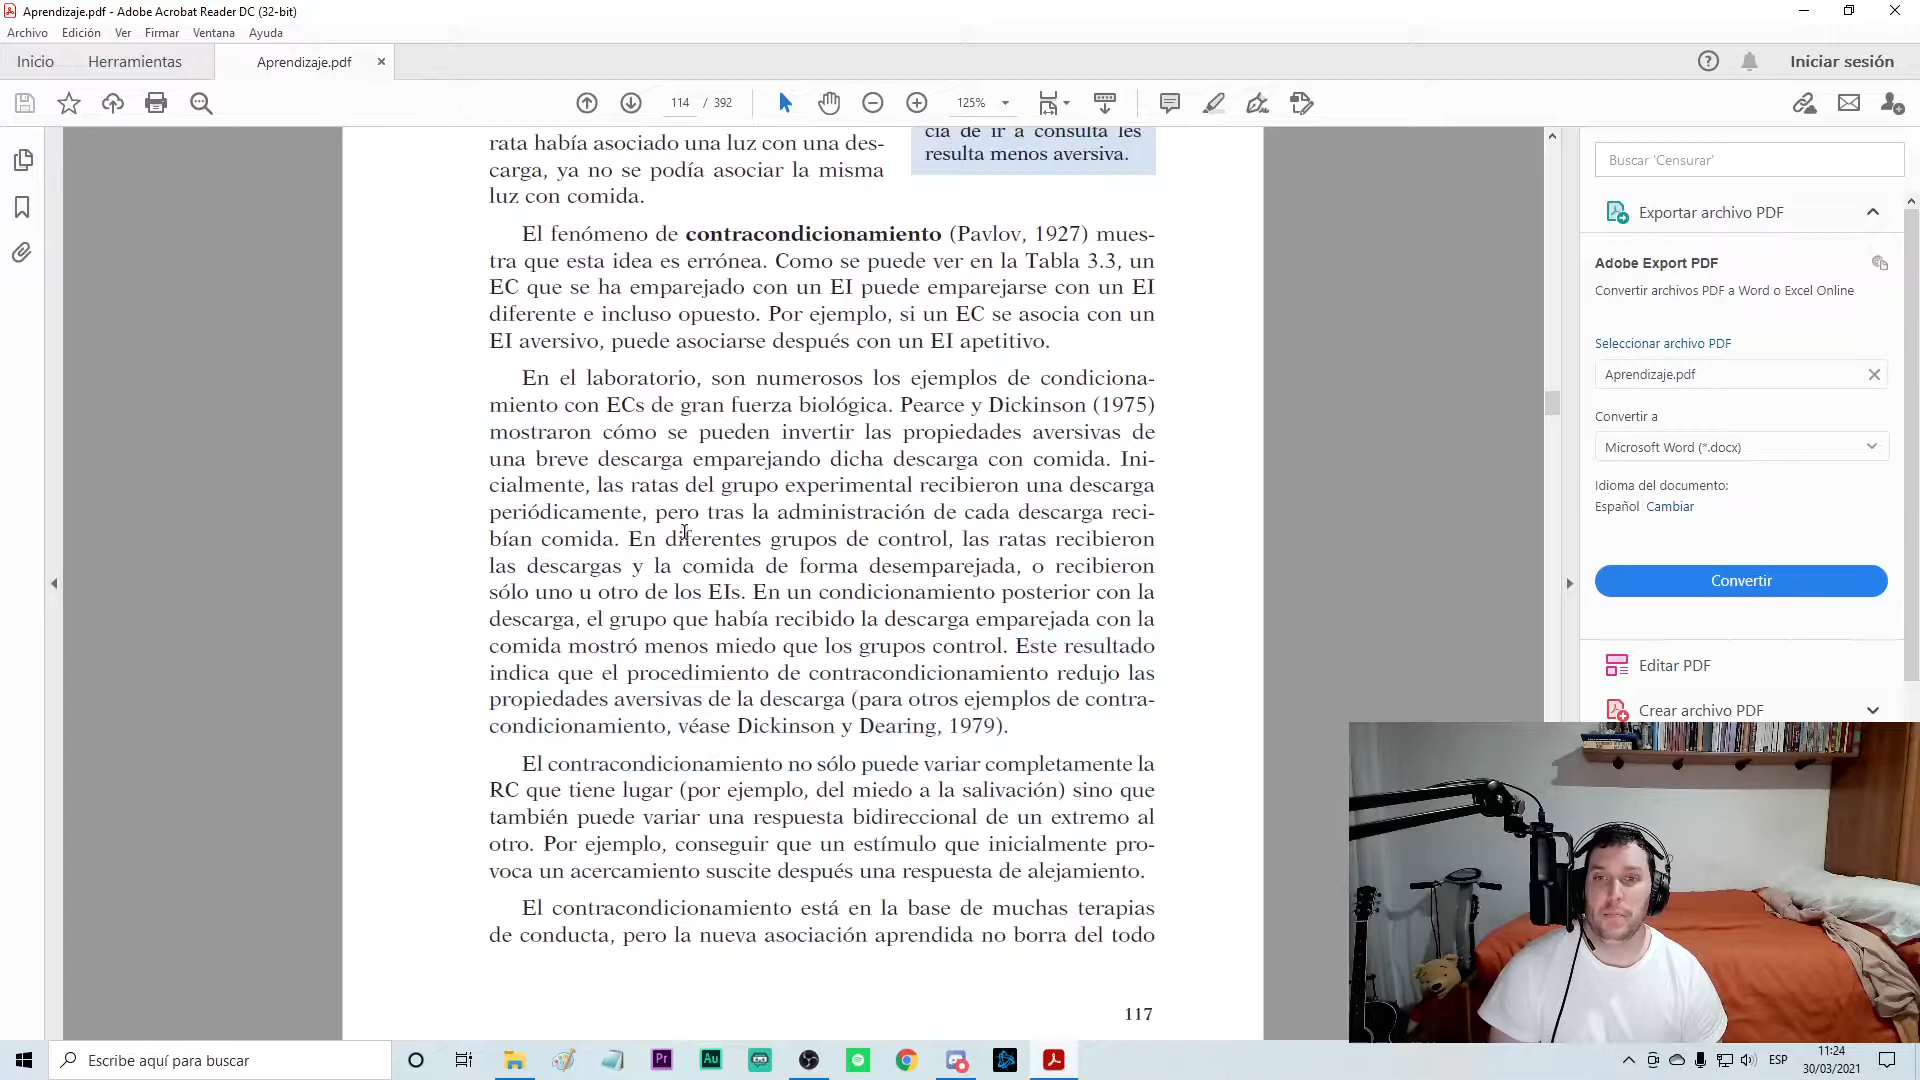 Aprendizaje.pdf - Adobe Acrobat Reader DC (32-bit)
Archivo Edición Ver Firmar Ventana Ayuda
Inicio Herramientas Aprendizaje.pdf Iniciar sesión
114 / 392 125%
cia de ir a consulta les
resulta menos aversiva.
rata había asociado una luz con una des-
carga, ya no se podía asociar la misma
luz con comida.
El fenómeno de contracondicionamiento (Pavlov, 1927) mues-
tra que esta idea es errónea. Como se puede ver en la Tabla 3.3, un
EC que se ha emparejado con un EI puede emparejarse con un EI
diferente e incluso opuesto. Por ejemplo, si un EC se asocia con un
EI aversivo, puede asociarse después con un EI apetitivo.
En el laboratorio, son numerosos los ejemplos de condiciona-
miento con ECs de gran fuerza biológica. Pearce y Dickinson (1975)
mostraron cómo se pueden invertir las propiedades aversivas de
una breve descarga emparejando dicha descarga con comida. Ini-
cialmente, las ratas del grupo experimental recibieron una descarga
periódicamente, pero tras la administración de cada descarga reci-
bían comida. En diferentes grupos de control, las ratas recibieron
las descargas y la comida de forma desemparejada, o recibieron
sólo uno u otro de los EIs. En un condicionamiento posterior con la
descarga, el grupo que había recibido la descarga emparejada con la
comida mostró menos miedo que los grupos control. Este resultado
indica que el procedimiento de contracondicionamiento redujo las
propiedades aversivas de la descarga (para otros ejemplos de contra-
condicionamiento, véase Dickinson y Dearing, 1979).
El contracondicionamiento no sólo puede variar completamente la
RC que tiene lugar (por ejemplo, del miedo a la salivación) sino que
también puede variar una respuesta bidireccional de un extremo al
otro. Por ejemplo, conseguir que un estímulo que inicialmente pro-
voca un acercamiento suscite después una respuesta de alejamiento.
El contracondicionamiento está en la base de muchas terapias
de conducta, pero la nueva asociación aprendida no borra del todo
117
Buscar 'Censurar'
Exportar archivo PDF
Adobe Export PDF
Convertir archivos PDF a Word o Excel Online
Seleccionar archivo PDF
Aprendizaje.pdf
Convertir a
Microsoft Word (*.docx)
Idioma del documento:
Español Cambiar
Convertir
Editar PDF
Crear archivo PDF
Escribe aquí para buscar
Pr
Au
ESP
11:24
30/03/2021